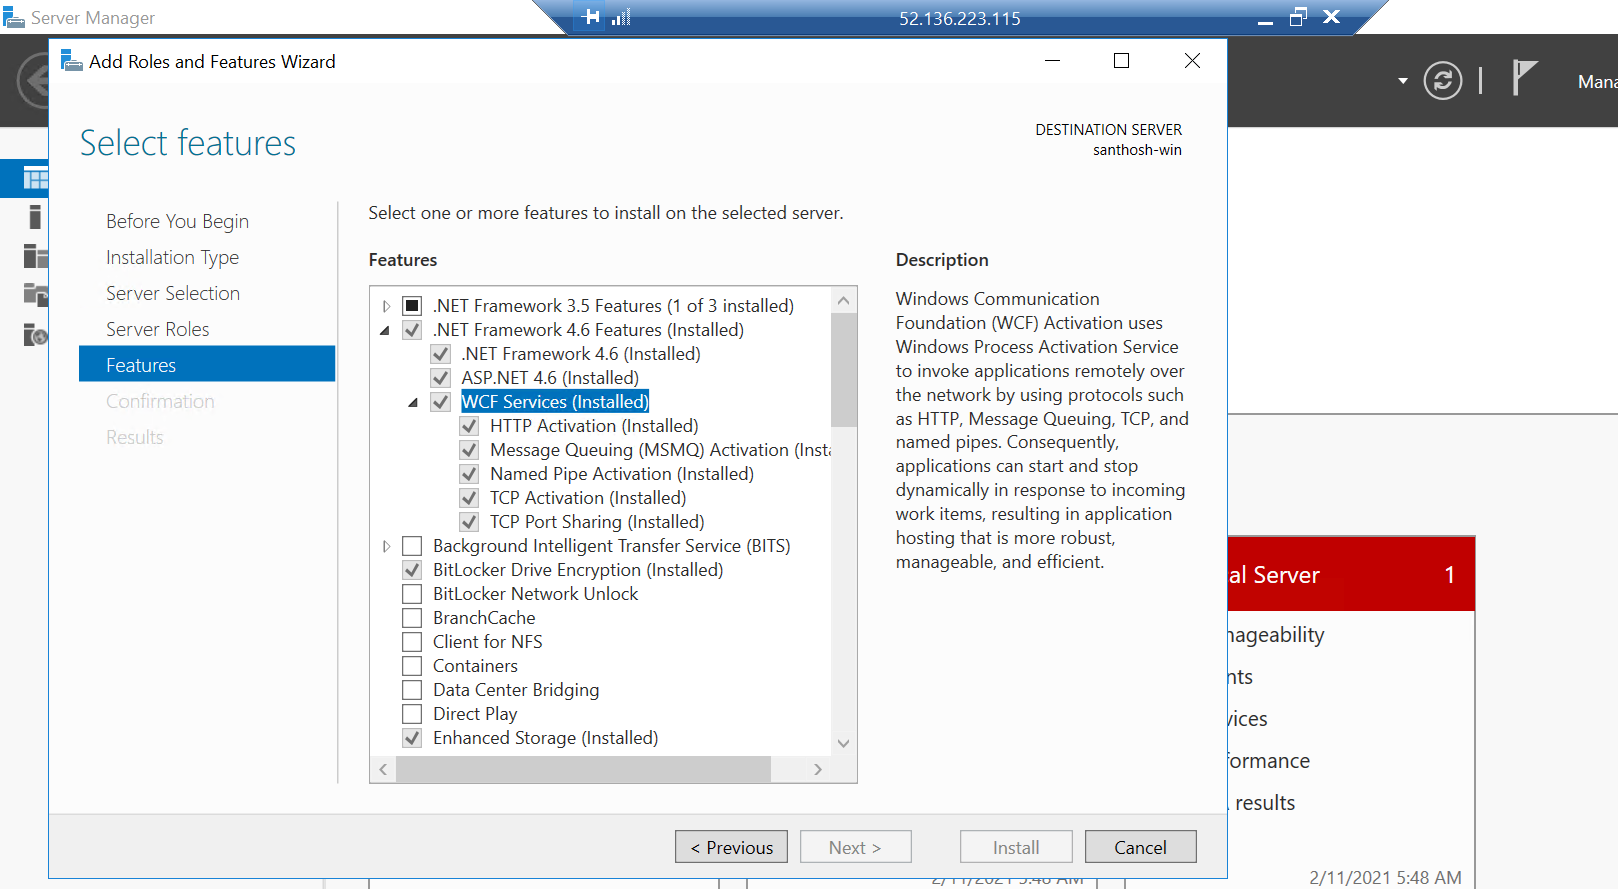 Server Manager
52.136.223.115
Add Roles and Features Wizard
Mana
Select features
DESTINATION SERVER
santhosh-win
Before You Begin
Installation Type
Server Selection
Server Roles
Features
Confirmation
Results
Select one or more features to install on the selected server.
Features
.NET Framework 3.5 Features (1 of 3 installed)
.NET Framework 4.6 Features (Installed)
.NET Framework 4.6 (Installed)
ASP.NET 4.6 (Installed)
WCF Services (Installed)
HTTP Activation (Installed)
Message Queuing (MSMQ) Activation (Insta
Named Pipe Activation (Installed)
TCP Activation (Installed)
TCP Port Sharing (Installed)
Background Intelligent Transfer Service (BITS)
BitLocker Drive Encryption (Installed)
BitLocker Network Unlock
BranchCache
Client for NFS
Containers
Data Center Bridging
Direct Play
Enhanced Storage (Installed)
Description
Windows Communication
Foundation (WCF) Activation uses
Windows Process Activation Service
to invoke applications remotely over
the network by using protocols such
as HTTP, Message Queuing, TCP, and
named pipes. Consequently,
applications can start and stop
dynamically in response to incoming
work items, resulting in application
hosting that is more robust,
manageable, and efficient.
al Server 1
nageability
nts
vices
formance
results
< Previous
Next >
Install
Cancel
2/11/2021 5:48 AM
2/11/2021 5:48 AM